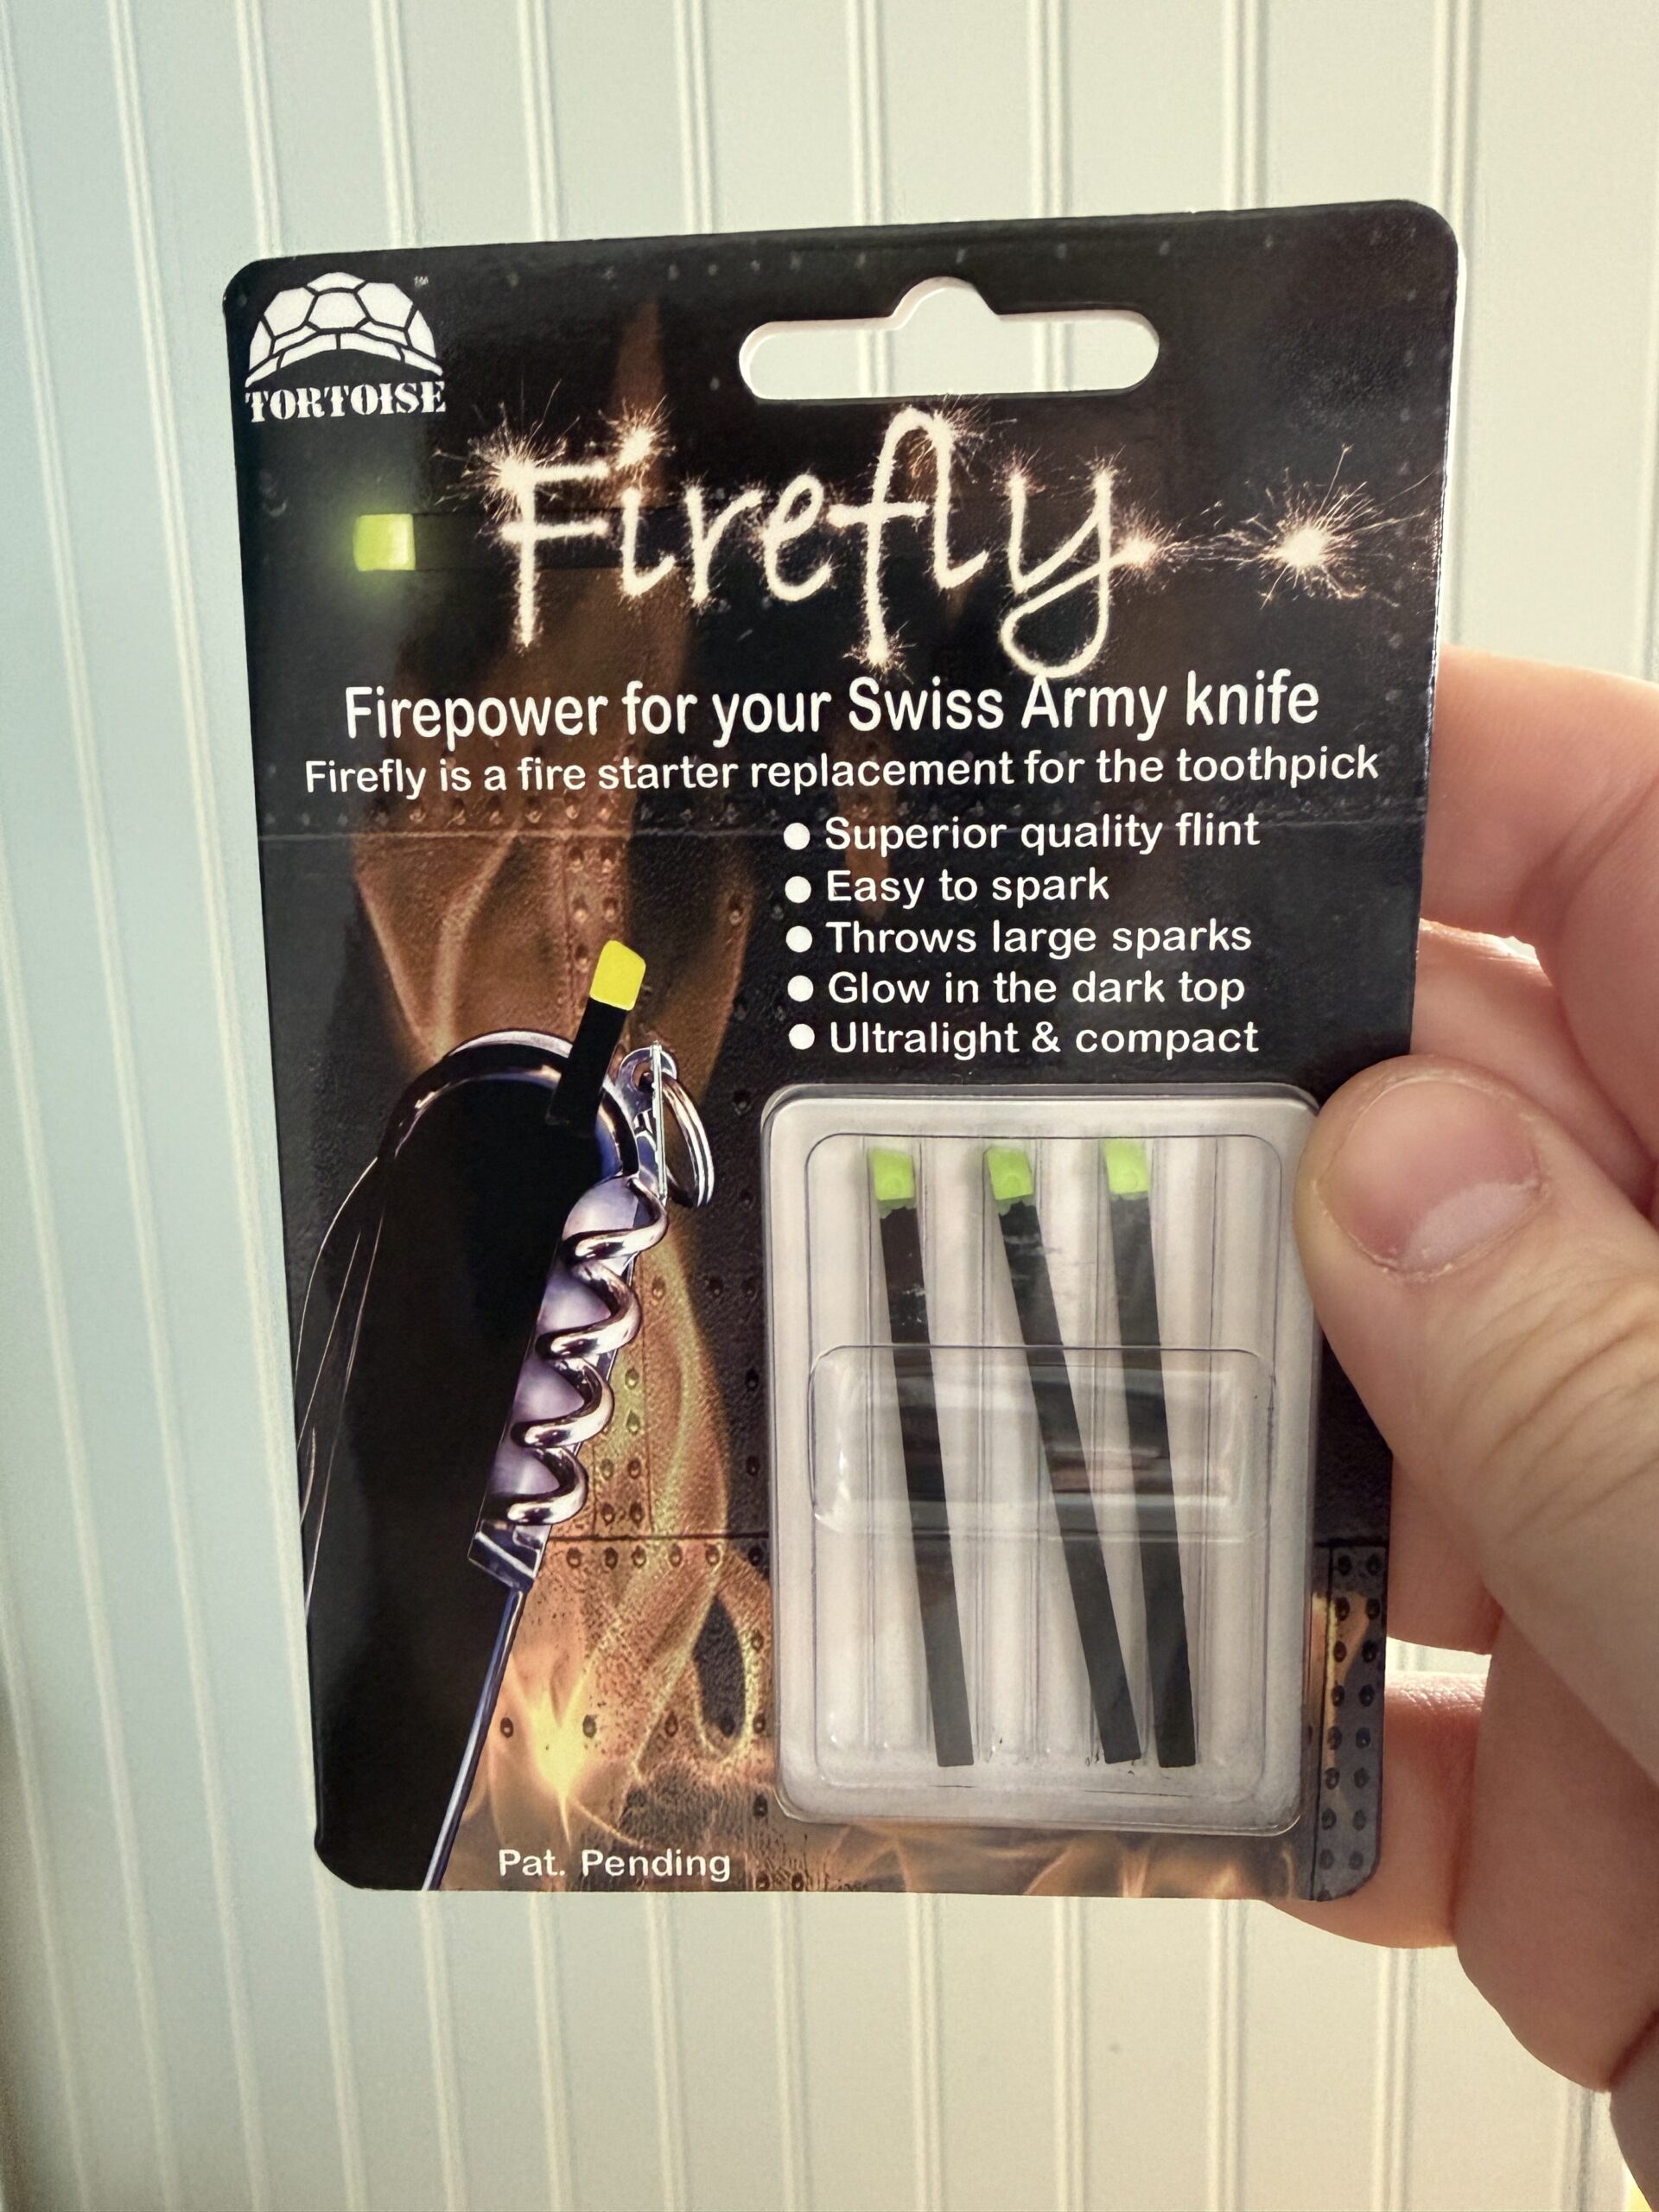 TM
TORTOISE
Firefly
Firepower for your Swiss Army knife
Firefly is a fire starter replacement for the toothpick
● Superior quality flint
● Easy to spark
● Throws large sparks
● Glow in the dark top
● Ultralight & compact
Pat. Pending